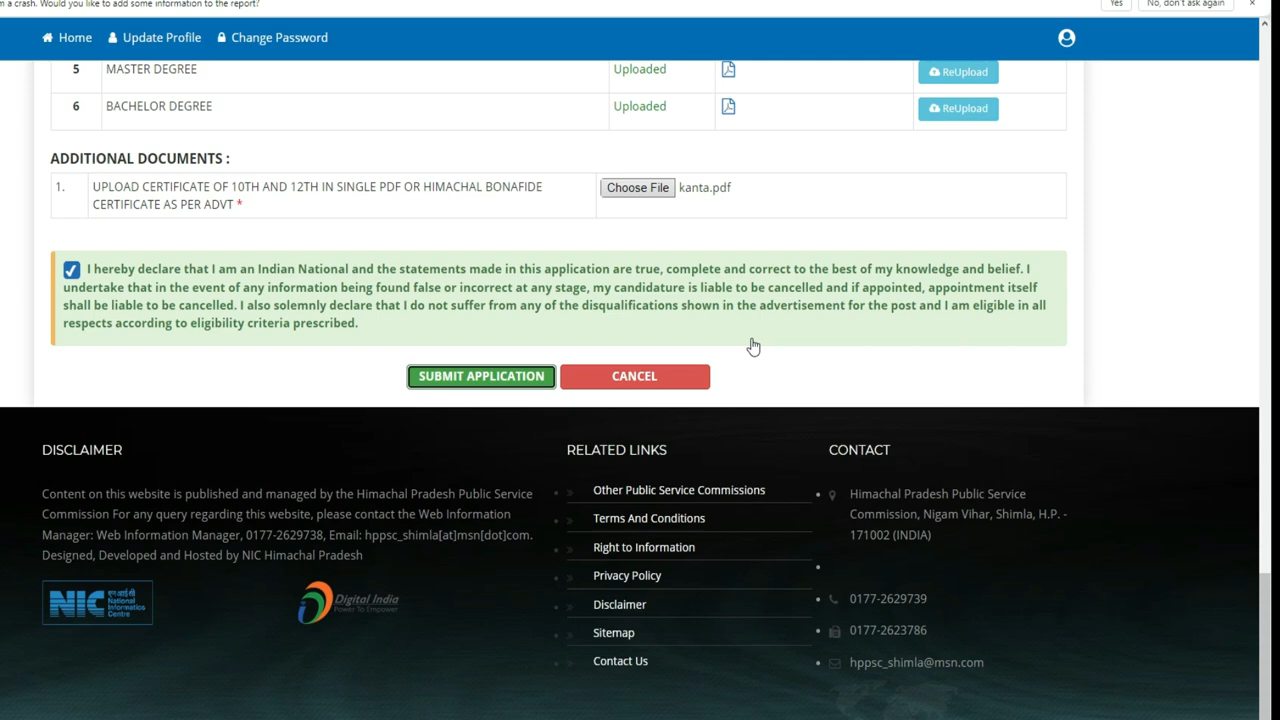 m a crash. Would you like to add some information to the report?
Yes
No, don't ask again
Home
Update Profile
Change Password
5 MASTER DEGREE Uploaded ReUpload
6 BACHELOR DEGREE Uploaded ReUpload
ADDITIONAL DOCUMENTS :
1. UPLOAD CERTIFICATE OF 10TH AND 12TH IN SINGLE PDF OR HIMACHAL BONAFIDE
CERTIFICATE AS PER ADVT *
Choose File kanta.pdf
I hereby declare that I am an Indian National and the statements made in this application are true, complete and correct to the best of my knowledge and belief. I
undertake that in the event of any information being found false or incorrect at any stage, my candidature is liable to be cancelled and if appointed, appointment itself
shall be liable to be cancelled. I also solemnly declare that I do not suffer from any of the disqualifications shown in the advertisement for the post and I am eligible in all
respects according to eligibility criteria prescribed.
SUBMIT APPLICATION
CANCEL
DISCLAIMER
Content on this website is published and managed by the Himachal Pradesh Public Service
Commission For any query regarding this website, please contact the Web Information
Manager: Web Information Manager, 0177-2629738, Email: hppsc_shimla[at]msn[dot]com.
Designed, Developed and Hosted by NIC Himachal Pradesh
NIC
एन आई सी
National
Informatics
Centre
Digital India
Power To Empower
RELATED LINKS
Other Public Service Commissions
Terms And Conditions
Right to Information
Privacy Policy
Disclaimer
Sitemap
Contact Us
CONTACT
Himachal Pradesh Public Service
Commission, Nigam Vihar, Shimla, H.P. -
171002 (INDIA)
0177-2629739
0177-2623786
hppsc_shimla@msn.com